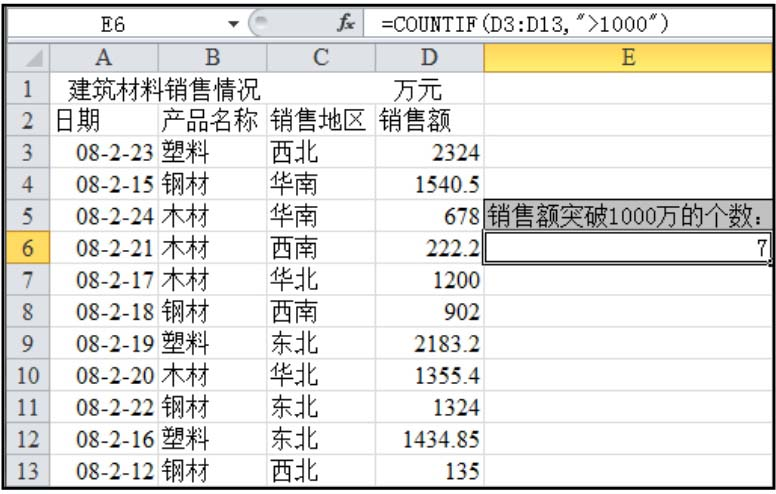 E6 fx =COUNTIF(D3:D13,">1000")
A B C D E
1 建筑材料销售情况 万元
2 日期 产品名称 销售地区 销售额
3 08-2-23 塑料 西北 2324
4 08-2-15 钢材 华南 1540.5
5 08-2-24 木材 华南 678 销售额突破1000万的个数：
6 08-2-21 木材 西南 222.2 7
7 08-2-17 木材 华北 1200
8 08-2-18 钢材 西南 902
9 08-2-19 塑料 东北 2183.2
10 08-2-20 木材 华北 1355.4
11 08-2-22 钢材 东北 1324
12 08-2-16 塑料 东北 1434.85
13 08-2-12 钢材 西北 135